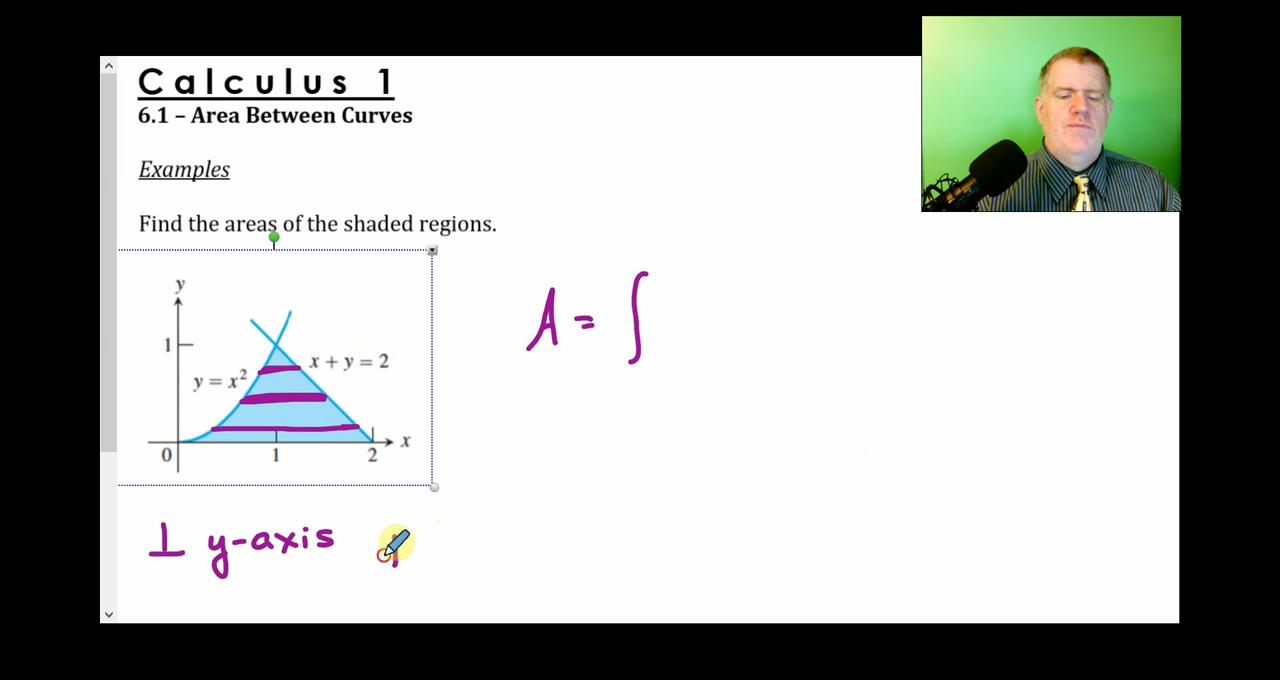 Calculus 1
6.1 – Area Between Curves
Examples
Find the areas of the shaded regions.
y
1
x + y = 2
y = x²
x
0
1
2
A = ∫
⊥ y-axis